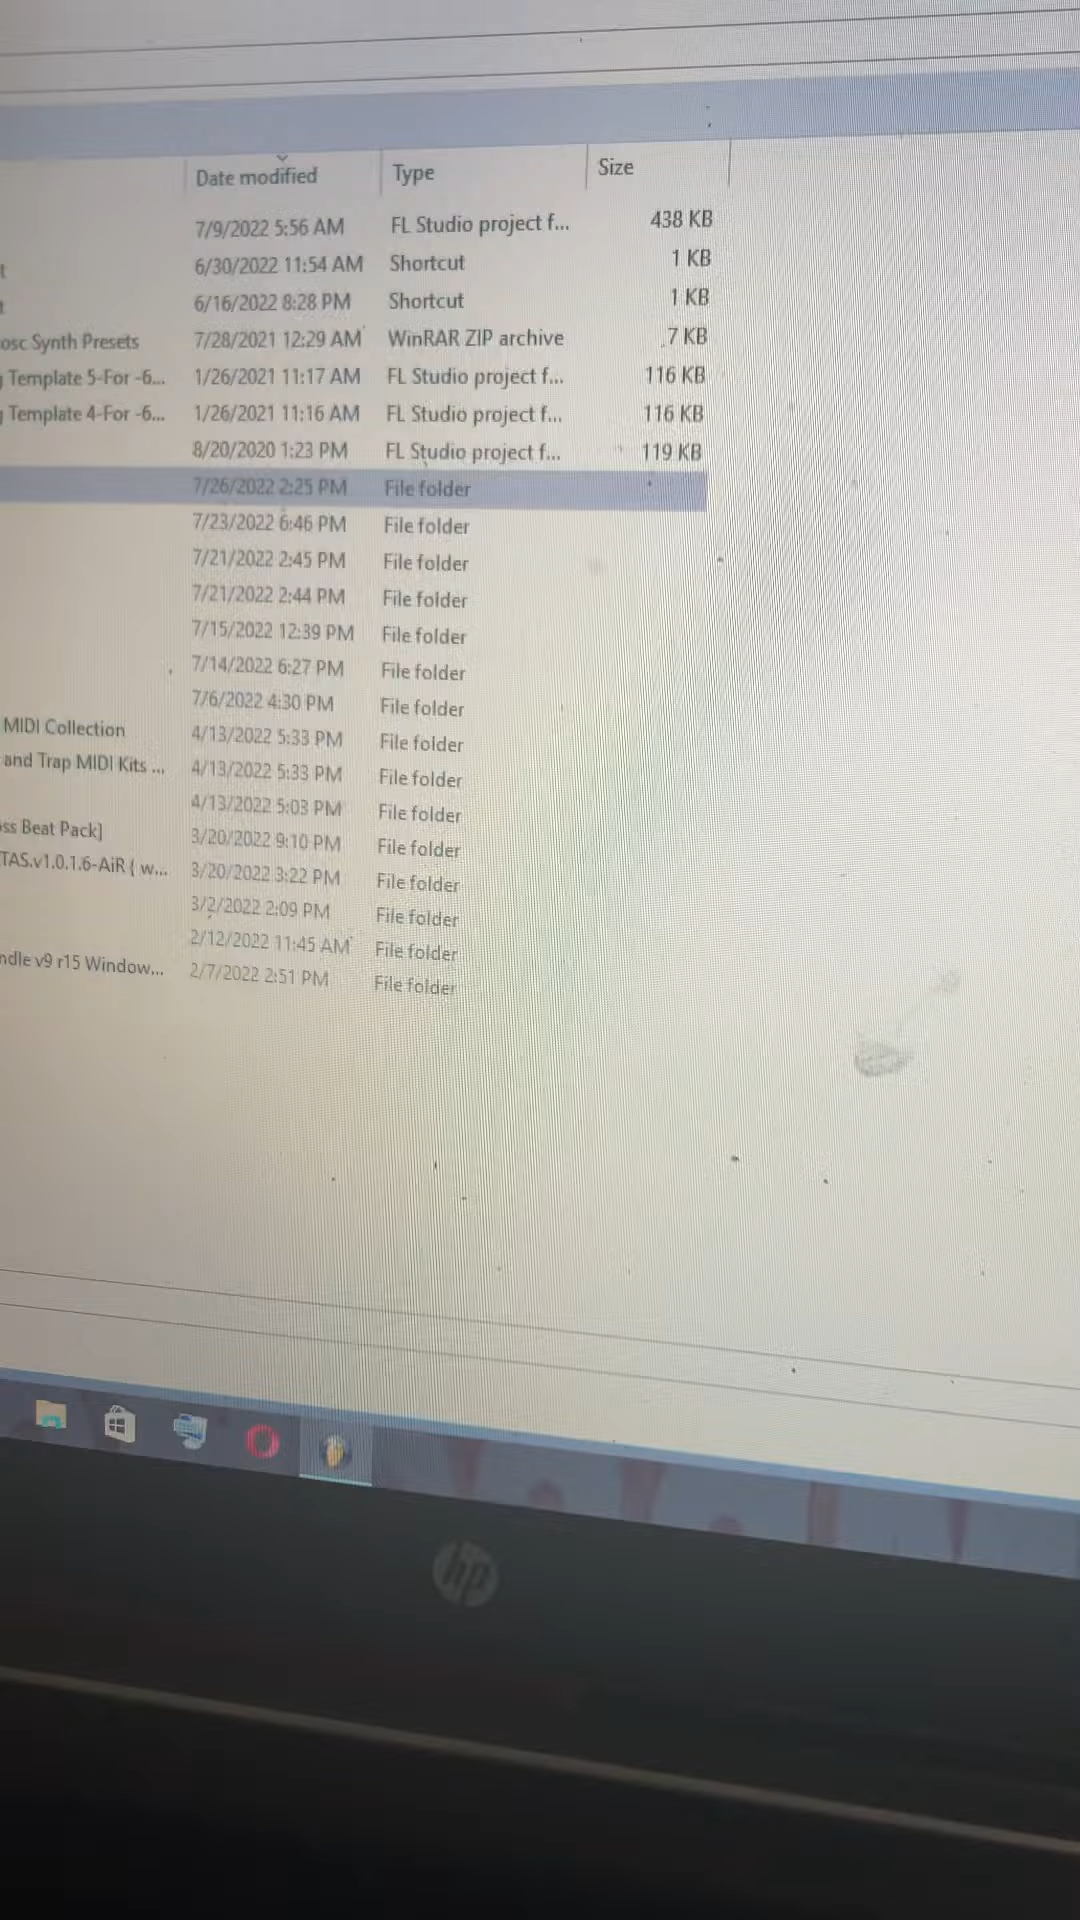 Date modified Type Size
7/9/2022 5:56 AM FL Studio project f... 438 KB
t 6/30/2022 11:54 AM Shortcut 1 KB
t 6/16/2022 8:28 PM Shortcut 1 KB
osc Synth Presets 7/28/2021 12:29 AM WinRAR ZIP archive 7 KB
g Template 5-For -6... 1/26/2021 11:17 AM FL Studio project f... 116 KB
g Template 4-For -6... 1/26/2021 11:16 AM FL Studio project f... 116 KB
8/20/2020 1:23 PM FL Studio project f... 119 KB
7/26/2022 2:25 PM File folder
7/23/2022 6:46 PM File folder
7/21/2022 2:45 PM File folder
7/21/2022 2:44 PM File folder
7/15/2022 12:39 PM File folder
7/14/2022 6:27 PM File folder
7/6/2022 4:30 PM File folder
MIDI Collection 4/13/2022 5:33 PM File folder
and Trap MIDI Kits ... 4/13/2022 5:33 PM File folder
4/13/2022 5:03 PM File folder
oss Beat Pack] 3/20/2022 9:10 PM File folder
TAS.v1.0.1.6-AiR { w... 3/20/2022 3:22 PM File folder
3/2/2022 2:09 PM File folder
2/12/2022 11:45 AM File folder
ndle v9 r15 Window... 2/7/2022 2:51 PM File folder
hp